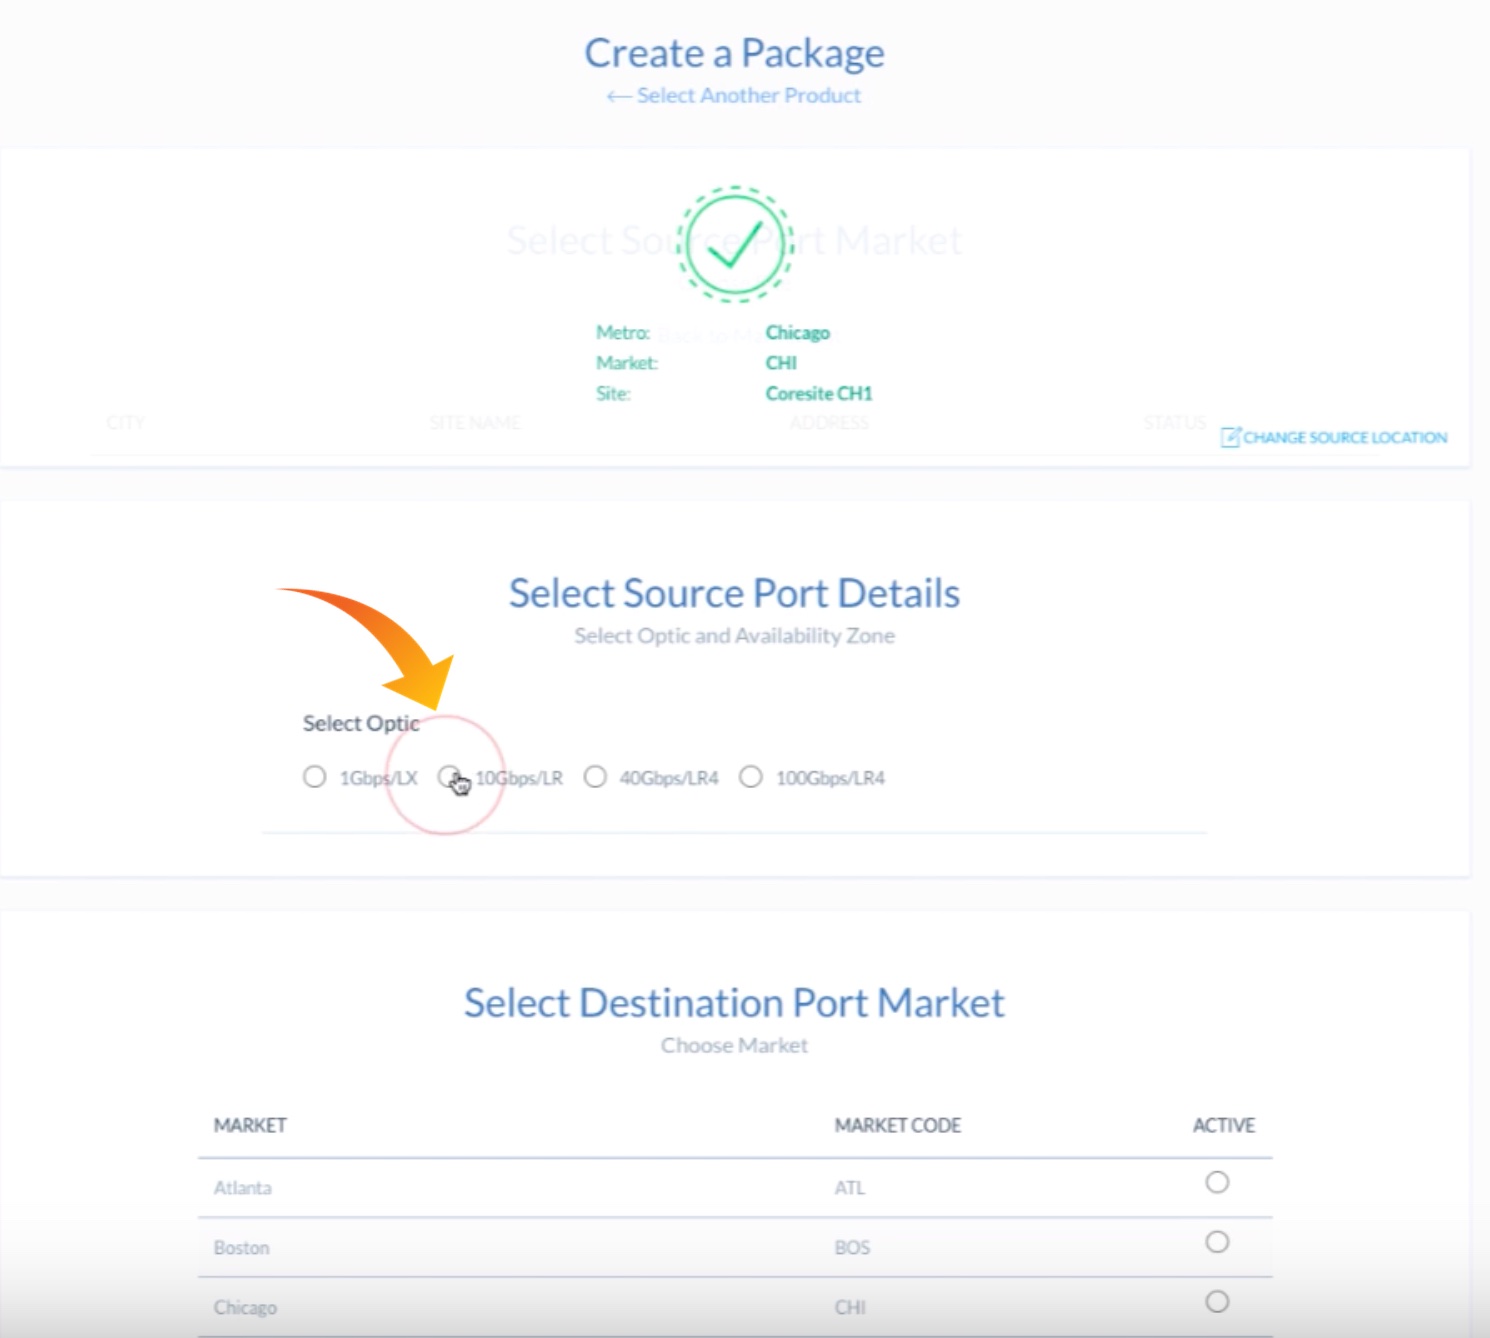 Create a Package
← Select Another Product
Select Source Port Market
Metro: Chicago
Market: CHI
Site: Coresite CH1
CITY SITE NAME ADDRESS STATUS
CHANGE SOURCE LOCATION
Select Source Port Details
Select Optic and Availability Zone
Select Optic
1Gbps/LX 10Gbps/LR 40Gbps/LR4 100Gbps/LR4
Select Destination Port Market
Choose Market
MARKET MARKET CODE ACTIVE
Atlanta ATL
Boston BOS
Chicago CHI